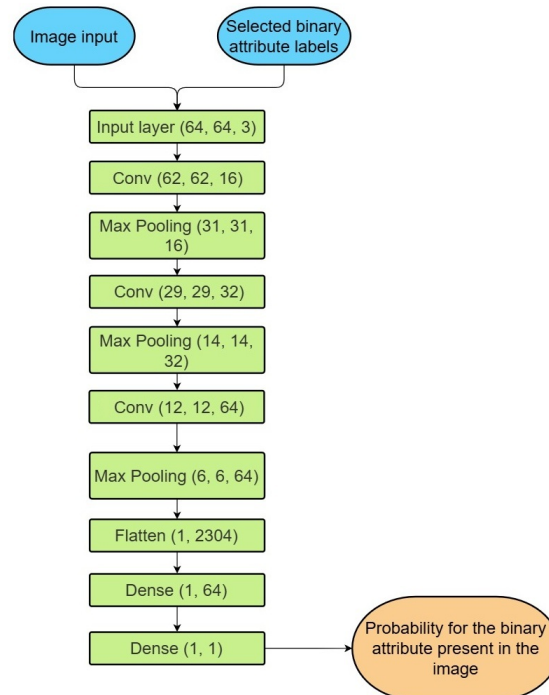 Image input
Selected binary
attribute labels
Input layer (64, 64, 3)
Conv (62, 62, 16)
Max Pooling (31, 31,
16)
Conv (29, 29, 32)
Max Pooling (14, 14,
32)
Conv (12, 12, 64)
Max Pooling (6, 6, 64)
Flatten (1, 2304)
Dense (1, 64)
Dense (1, 1)
Probability for the binary
attribute present in the
image